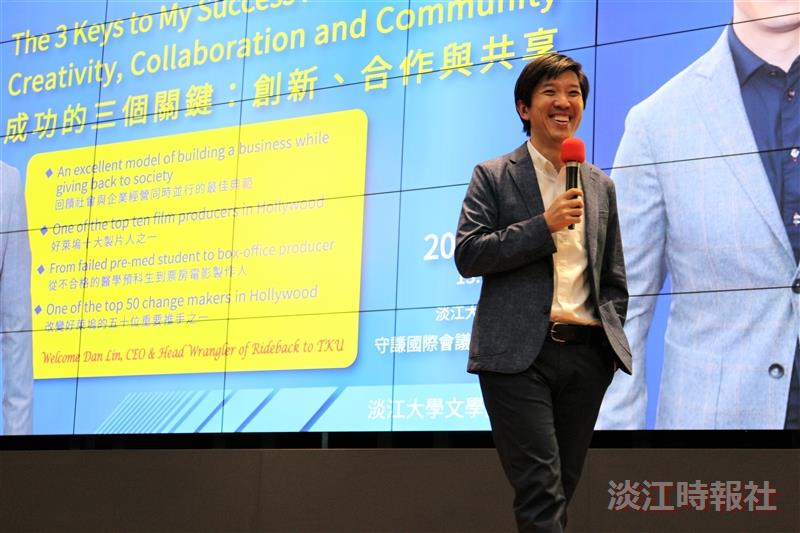 The 3 Keys to My Success
Creativity, Collaboration and Community
成功的三個關鍵：創新、合作與共享
◆ An excellent model of building a business while
giving back to society
回饋社會與企業經營同時並行的最佳典範
◆ One of the top ten film producers in Hollywood
好萊塢十大製片人之一
◆ From failed pre-med student to box-office producer
從不合格的醫學預科生到票房電影製作人
◆ One of the top 50 change makers in Hollywood
改變好萊塢的五十位重要推手之一
Welcome Dan Lin, CEO & Head Wrangler of Rideback to TKU
20
淡江大
守謙國際會議
淡江大學文學
淡江時報社